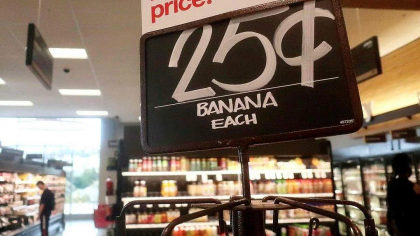 price.
25¢
BANANA
EACH